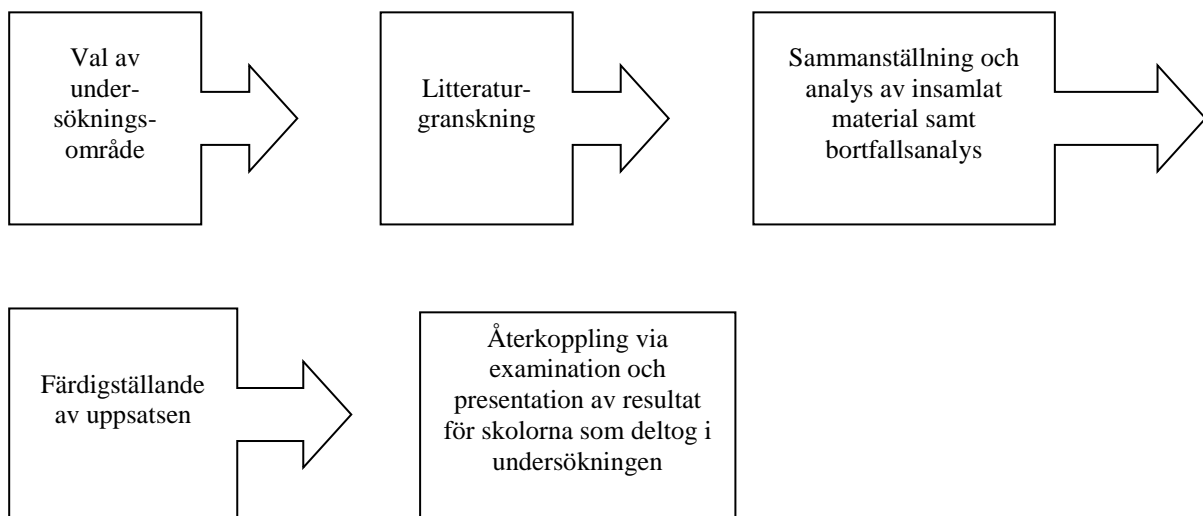 Val av
under-
söknings-
område
Litteratur-
granskning
Sammanställning och
analys av insamlat
material samt
bortfallsanalys
Färdigställande
av uppsatsen
Återkoppling via
examination och
presentation av resultat
för skolorna som deltog i
undersökningen